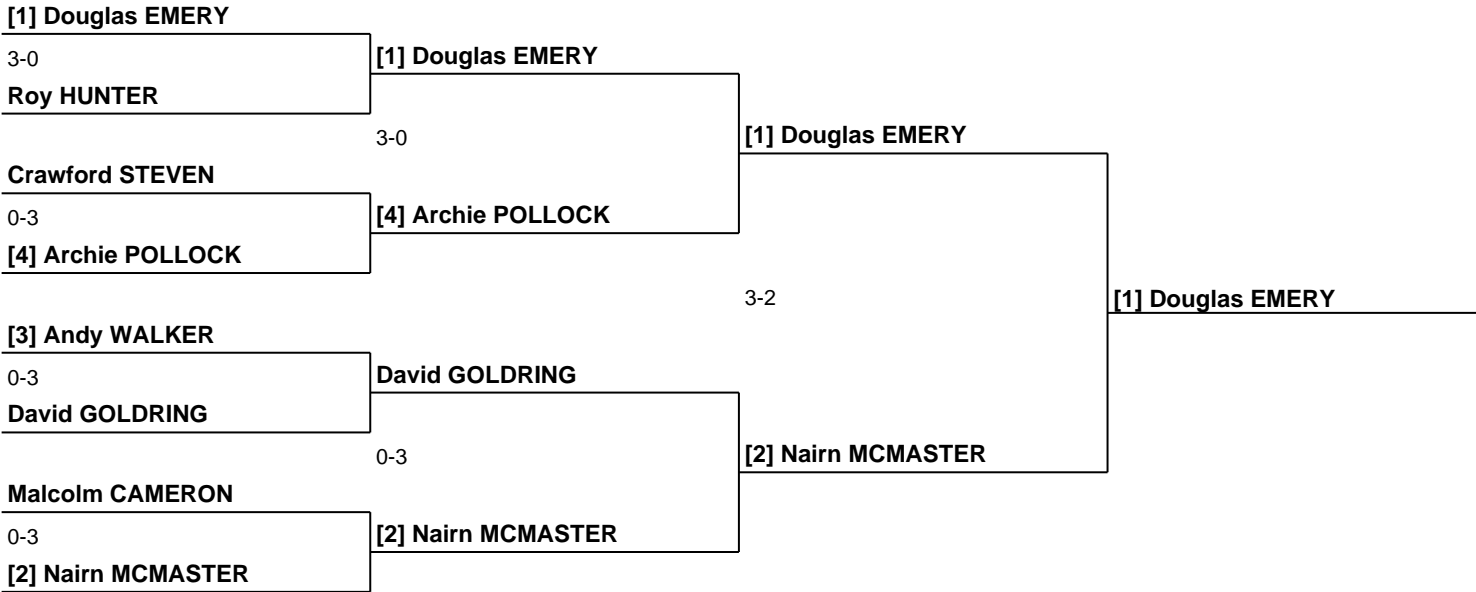 [1] Douglas EMERY
3-0
[1] Douglas EMERY
Roy HUNTER
3-0
[1] Douglas EMERY
Crawford STEVEN
0-3
[4] Archie POLLOCK
[4] Archie POLLOCK
3-2
[1] Douglas EMERY
[3] Andy WALKER
0-3
David GOLDRING
David GOLDRING
0-3
[2] Nairn MCMASTER
Malcolm CAMERON
0-3
[2] Nairn MCMASTER
[2] Nairn MCMASTER